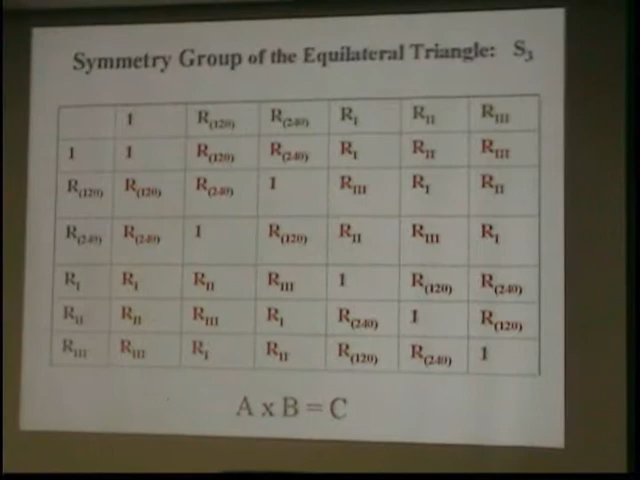 Symmetry Group of the Equilateral Triangle: S3
1 R(120) R(240) RI RII RIII
1 1 R(120) R(240) RI RII RIII
R(120) R(120) R(240) 1 RIII RI RII
R(240) R(240) 1 R(120) RII RIII RI
RI RI RII RIII 1 R(120) R(240)
RII RII RIII RI R(240) 1 R(120)
RIII RIII RI RII R(120) R(240) 1
A x B = C